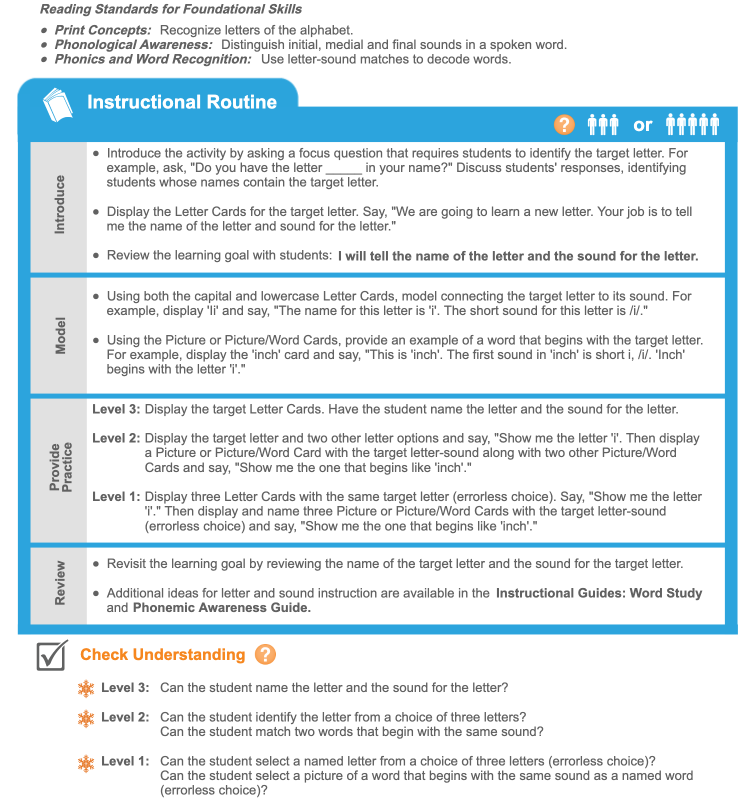 Reading Standards for Foundational Skills
● Print Concepts: Recognize letters of the alphabet.
● Phonological Awareness: Distinguish initial, medial and final sounds in a spoken word.
● Phonics and Word Recognition: Use letter-sound matches to decode words.
Instructional Routine
? or
Introduce
● Introduce the activity by asking a focus question that requires students to identify the target letter. For
example, ask, "Do you have the letter _____ in your name?" Discuss students' responses, identifying
students whose names contain the target letter.
● Display the Letter Cards for the target letter. Say, "We are going to learn a new letter. Your job is to tell
me the name of the letter and sound for the letter."
● Review the learning goal with students: I will tell the name of the letter and the sound for the letter.
Model
● Using both the capital and lowercase Letter Cards, model connecting the target letter to its sound. For
example, display 'Ii' and say, "The name for this letter is 'i'. The short sound for this letter is /i/."
● Using the Picture or Picture/Word Cards, provide an example of a word that begins with the target letter.
For example, display the 'inch' card and say, "This is 'inch'. The first sound in 'inch' is short i, /i/. 'Inch'
begins with the letter 'i'."
Provide
Practice
Level 3: Display the target Letter Cards. Have the student name the letter and the sound for the letter.
Level 2: Display the target letter and two other letter options and say, "Show me the letter 'i'. Then display
a Picture or Picture/Word Card with the target letter-sound along with two other Picture/Word
Cards and say, "Show me the one that begins like 'inch'."
Level 1: Display three Letter Cards with the same target letter (errorless choice). Say, "Show me the letter
'i'." Then display and name three Picture or Picture/Word Cards with the target letter-sound
(errorless choice) and say, "Show me the one that begins like 'inch'."
Review
● Revisit the learning goal by reviewing the name of the target letter and the sound for the target letter.
● Additional ideas for letter and sound instruction are available in the Instructional Guides: Word Study
and Phonemic Awareness Guide.
Check Understanding ?
Level 3: Can the student name the letter and the sound for the letter?
Level 2: Can the student identify the letter from a choice of three letters?
Can the student match two words that begin with the same sound?
Level 1: Can the student select a named letter from a choice of three letters (errorless choice)?
Can the student select a picture of a word that begins with the same sound as a named word
(errorless choice)?